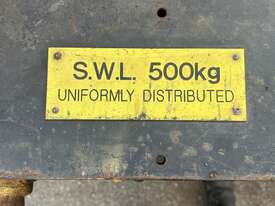 S.W.L. 500kg
UNIFORMLY DISTRIBUTED